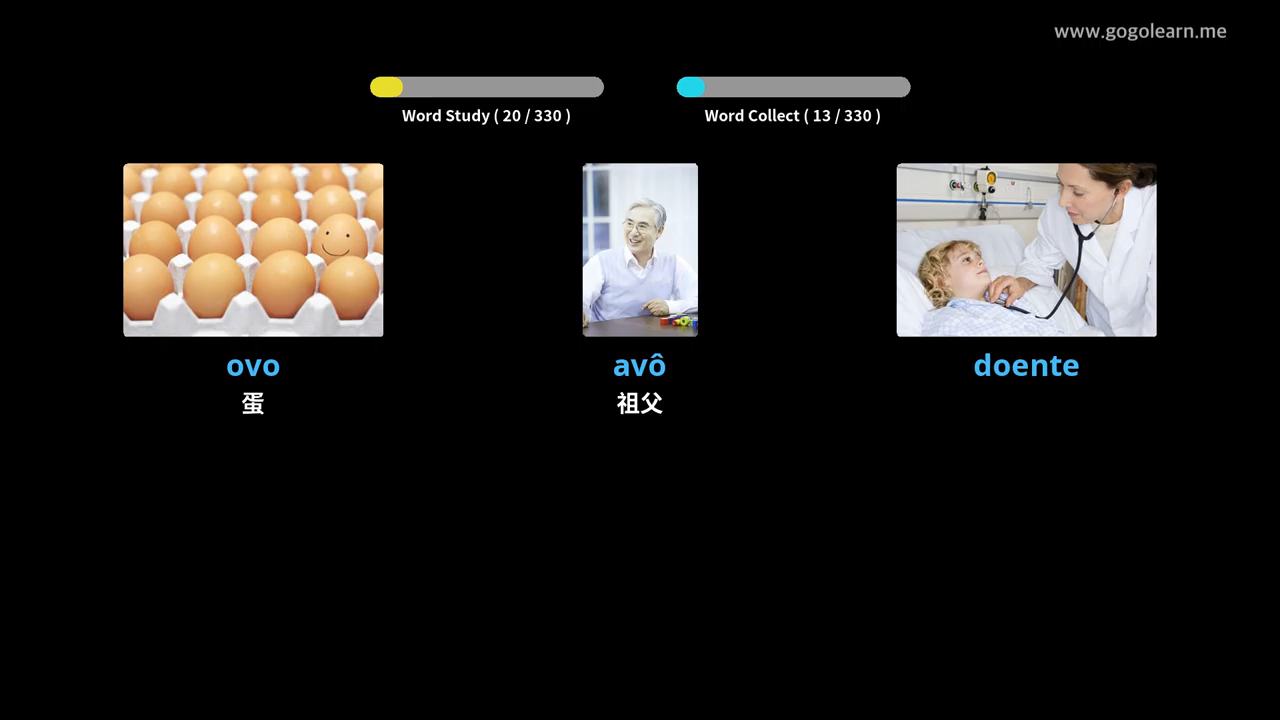 www.gogolearn.me
Word Study ( 20 / 330 )
Word Collect ( 13 / 330 )
ovo
avô
doente
蛋
祖父